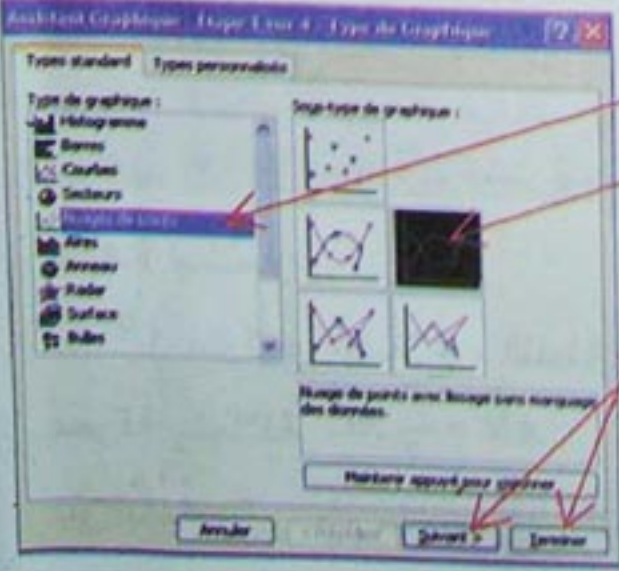 Assistant Graphique - Étape 1 sur 4 - Type de Graphique
Types standard Types personnalisés
Type de graphique :
Histogramme
Barres
Courbes
Secteurs
Nuages de points
Aires
Anneau
Radar
Surface
Bulles
Sous-type de graphique :
Nuage de points avec lissage sans marquage
des données.
Maintenir appuyé pour visionner
Annuler
Suivant >
Terminer